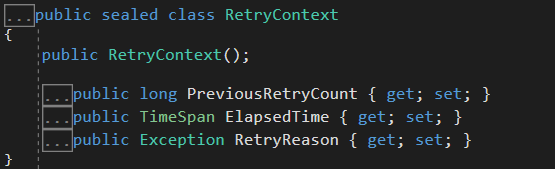 ...public sealed class RetryContext
{
public RetryContext();
...public long PreviousRetryCount { get; set; }
...public TimeSpan ElapsedTime { get; set; }
...public Exception RetryReason { get; set; }
}